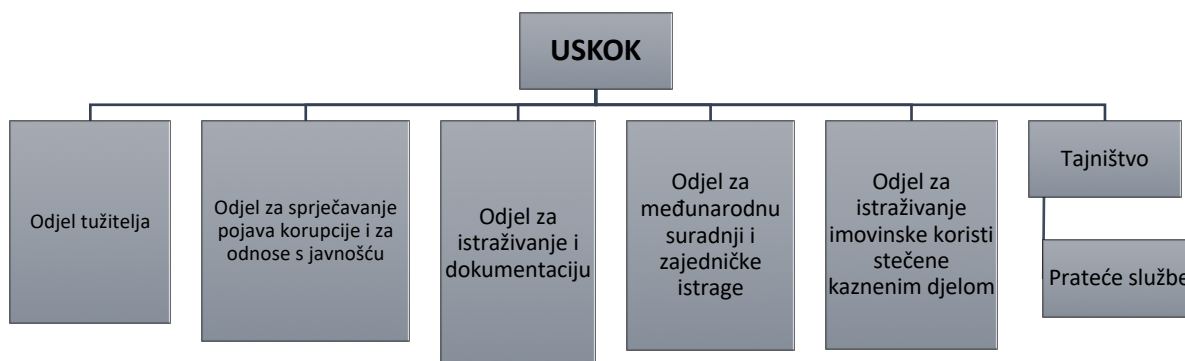 USKOK
Odjel tužitelja
Odjel za sprječavanje
pojava korupcije i za
odnose s javnošću
Odjel za
istraživanje i
dokumentaciju
Odjel za
međunarodnu
suradnji i
zajedničke
istrage
Odjel za
istraživanje
imovinske koristi
stečene
kaznenim djelom
Tajništvo
Prateće službe